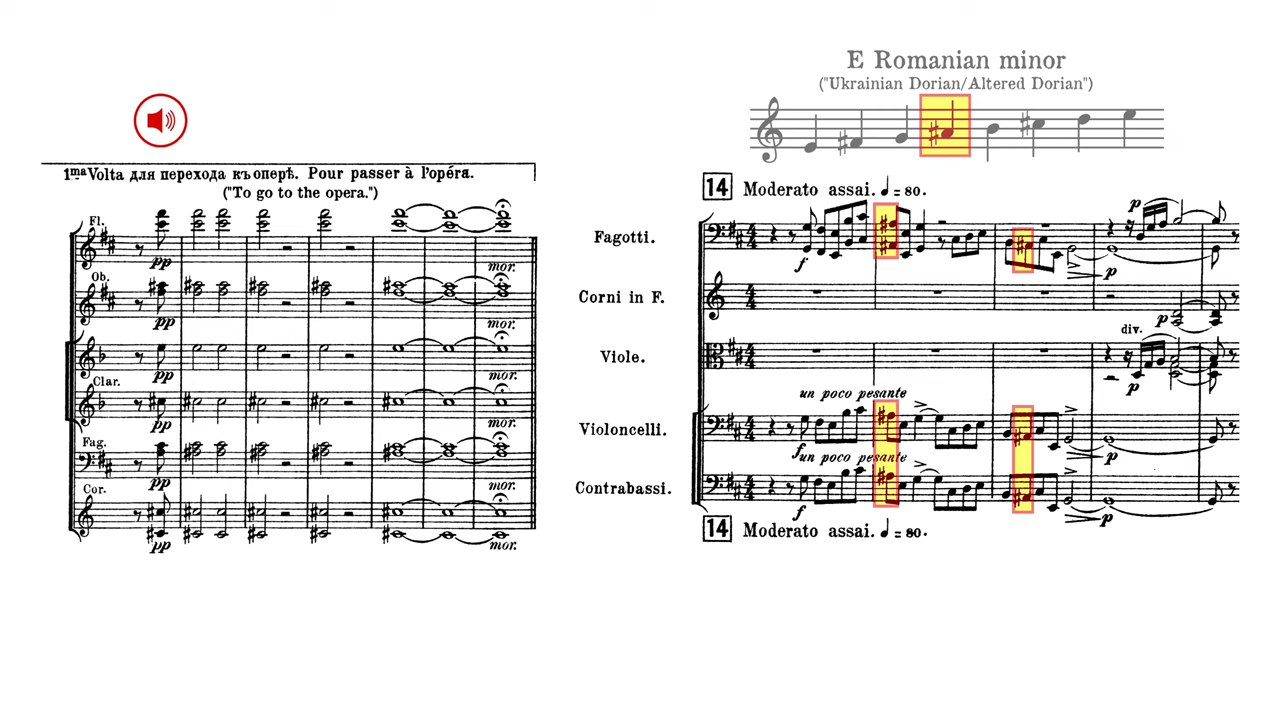 E Romanian minor
("Ukrainian Dorian/Altered Dorian")
1ma Volta для перехода къ оперѣ. Pour passer à l'opéra.
("To go to the opera.")
Fl.
pp
mor.
Ob.
pp
mor.
pp
mor.
Clar.
pp
mor.
Fag.
pp
mor.
Cor.
pp
mor.
14 Moderato assai. ♩ = 80.
p
Fagotti.
f
p
Corni in F.
p
div.
Viole.
p
un poco pesante
Violoncelli.
f
p
un poco pesante
Contrabassi.
f
p
14 Moderato assai. ♩ = 80.